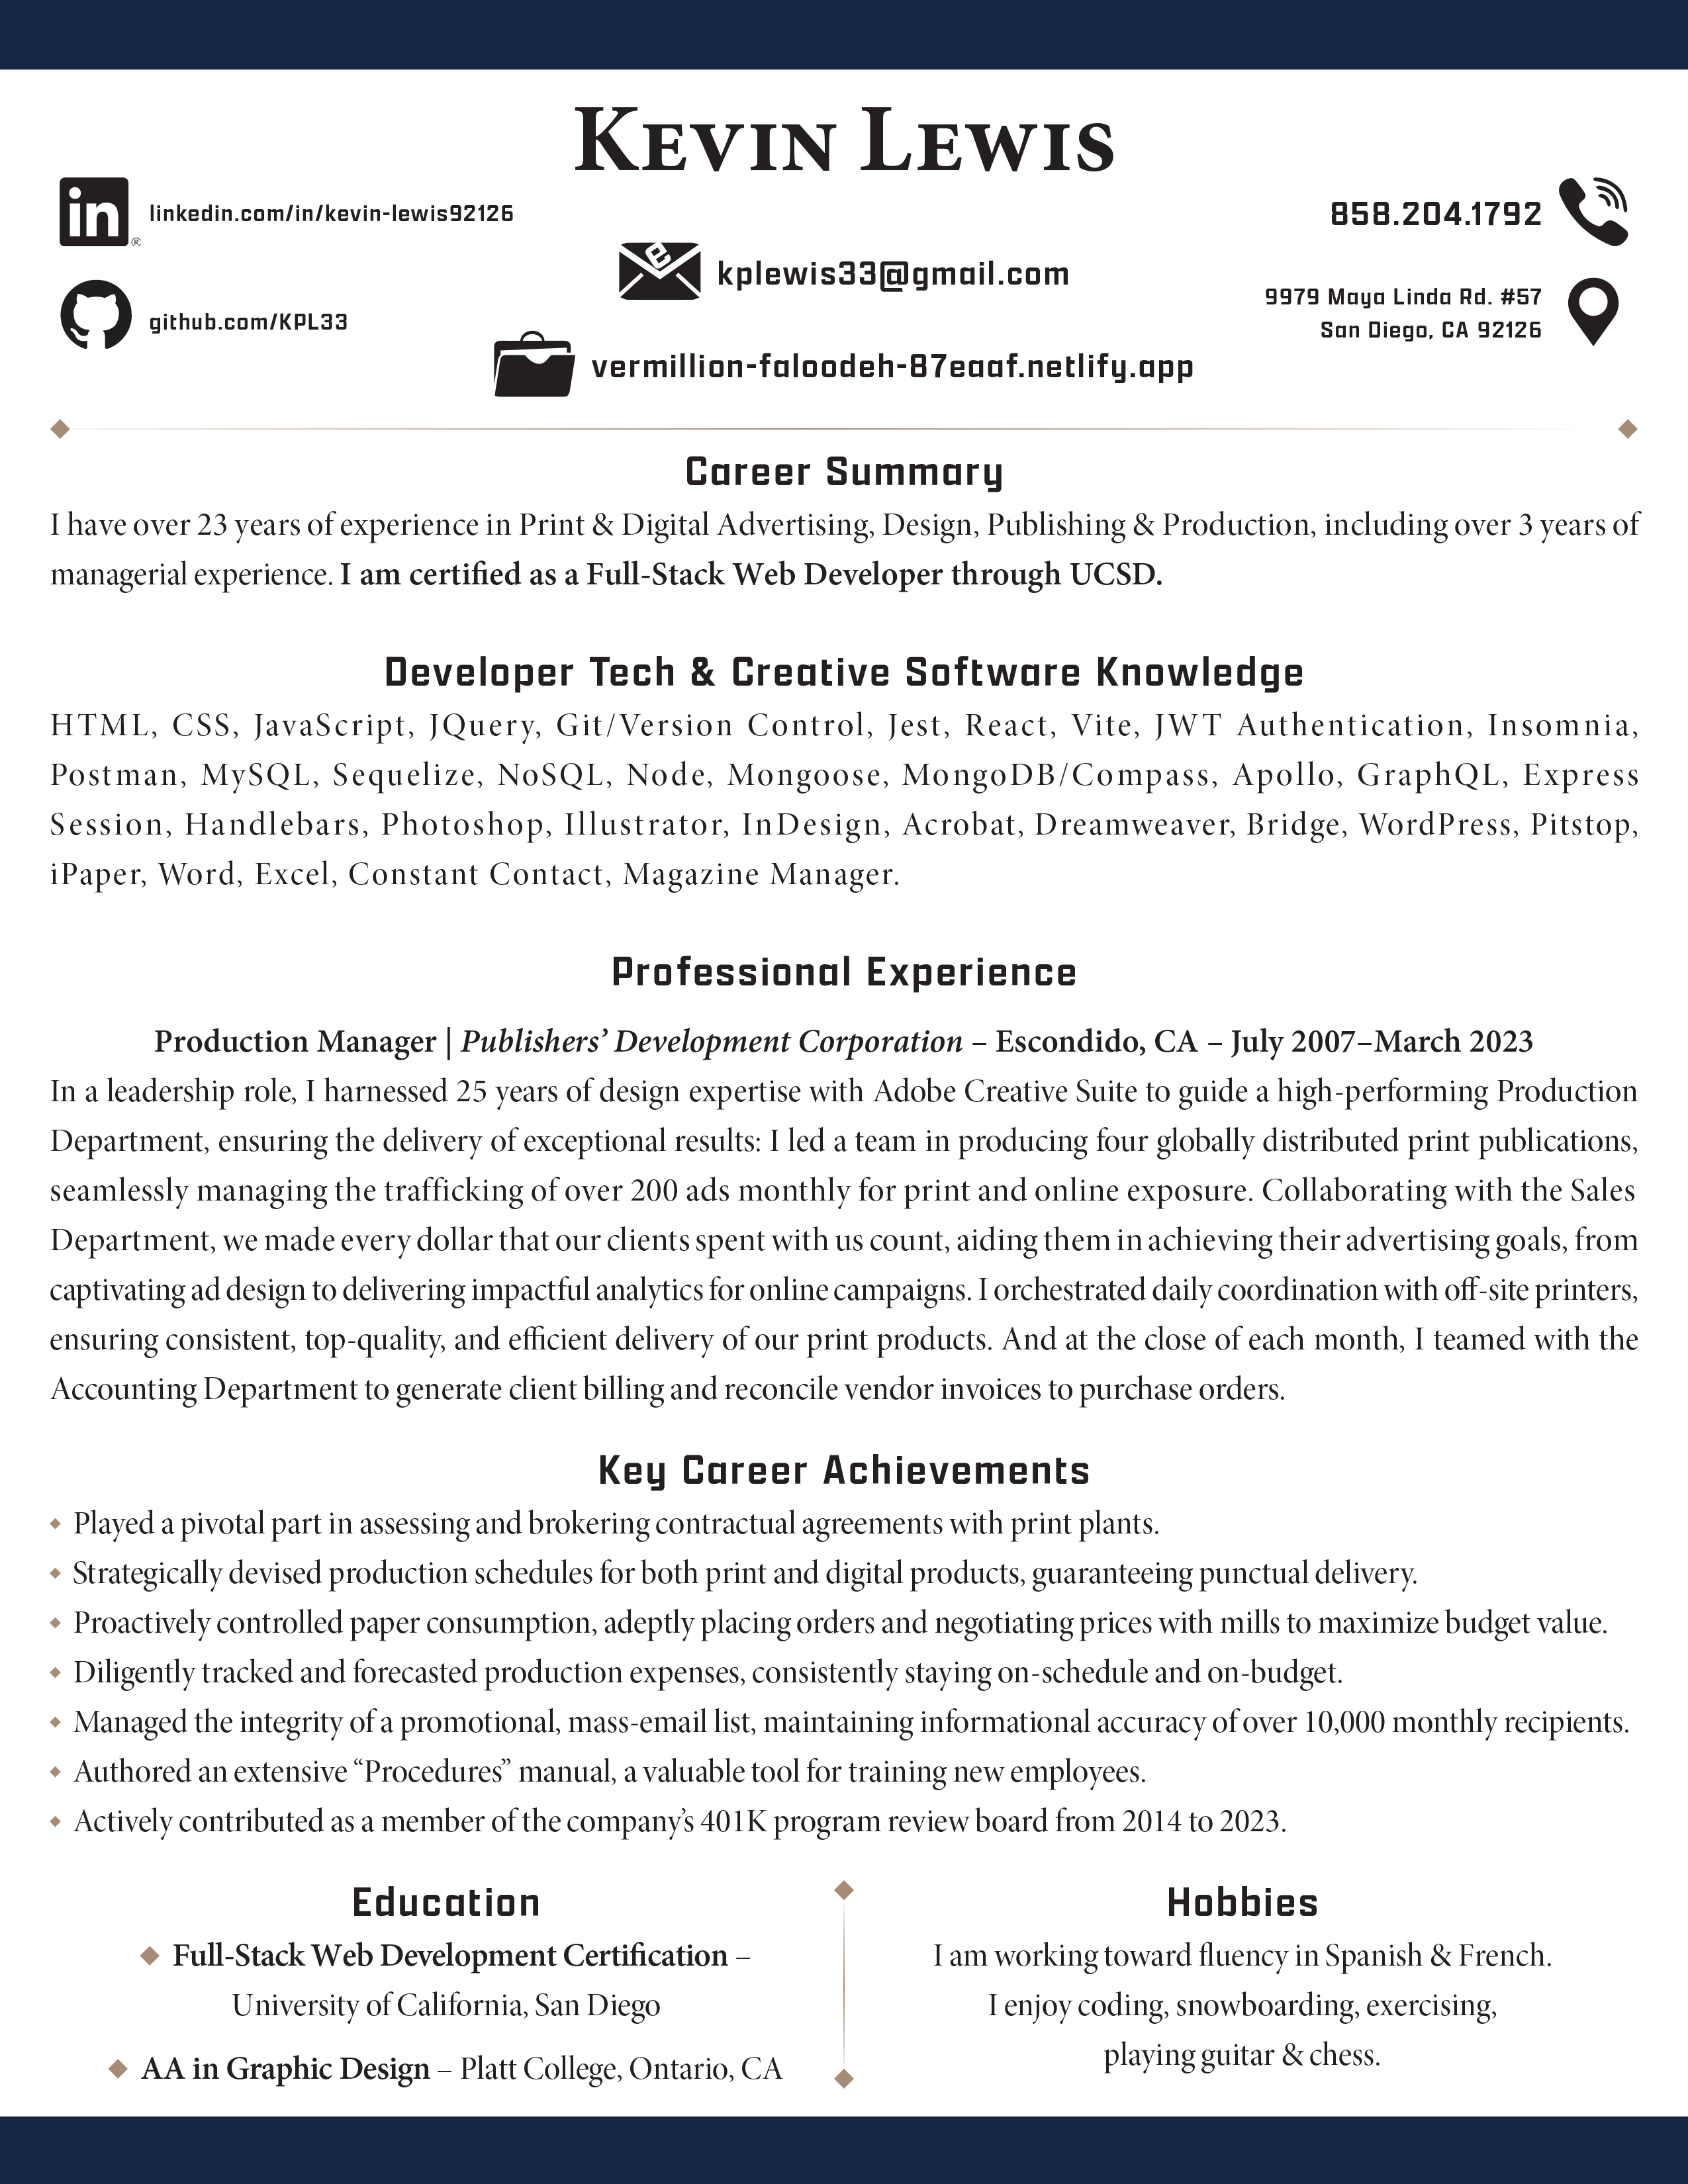 Kevin Lewis
in ®
linkedin.com/in/kevin-lewis92126
858.204.1792
e
kplewis33@gmail.com
github.com/KPL33
9979 Maya Linda Rd. #57
San Diego, CA 92126
vermillion-faloodeh-87eaaf.netlify.app
Career Summary
I have over 23 years of experience in Print & Digital Advertising, Design, Publishing & Production, including over 3 years of
managerial experience. I am certified as a Full-Stack Web Developer through UCSD.
Developer Tech & Creative Software Knowledge
HTML, CSS, JavaScript, JQuery, Git/Version Control, Jest, React, Vite, JWT Authentication, Insomnia,
Postman, MySQL, Sequelize, NoSQL, Node, Mongoose, MongoDB/Compass, Apollo, GraphQL, Express
Session, Handlebars, Photoshop, Illustrator, InDesign, Acrobat, Dreamweaver, Bridge, WordPress, Pitstop,
iPaper, Word, Excel, Constant Contact, Magazine Manager.
Professional Experience
Production Manager | Publishers’ Development Corporation – Escondido, CA – July 2007–March 2023
In a leadership role, I harnessed 25 years of design expertise with Adobe Creative Suite to guide a high-performing Production
Department, ensuring the delivery of exceptional results: I led a team in producing four globally distributed print publications,
seamlessly managing the trafficking of over 200 ads monthly for print and online exposure. Collaborating with the Sales
Department, we made every dollar that our clients spent with us count, aiding them in achieving their advertising goals, from
captivating ad design to delivering impactful analytics for online campaigns. I orchestrated daily coordination with off-site printers,
ensuring consistent, top-quality, and efficient delivery of our print products. And at the close of each month, I teamed with the
Accounting Department to generate client billing and reconcile vendor invoices to purchase orders.
Key Career Achievements
Played a pivotal part in assessing and brokering contractual agreements with print plants.
Strategically devised production schedules for both print and digital products, guaranteeing punctual delivery.
Proactively controlled paper consumption, adeptly placing orders and negotiating prices with mills to maximize budget value.
Diligently tracked and forecasted production expenses, consistently staying on-schedule and on-budget.
Managed the integrity of a promotional, mass-email list, maintaining informational accuracy of over 10,000 monthly recipients.
Authored an extensive “Procedures” manual, a valuable tool for training new employees.
Actively contributed as a member of the company’s 401K program review board from 2014 to 2023.
Education
Full-Stack Web Development Certification –
University of California, San Diego
AA in Graphic Design – Platt College, Ontario, CA
Hobbies
I am working toward fluency in Spanish & French.
I enjoy coding, snowboarding, exercising,
playing guitar & chess.